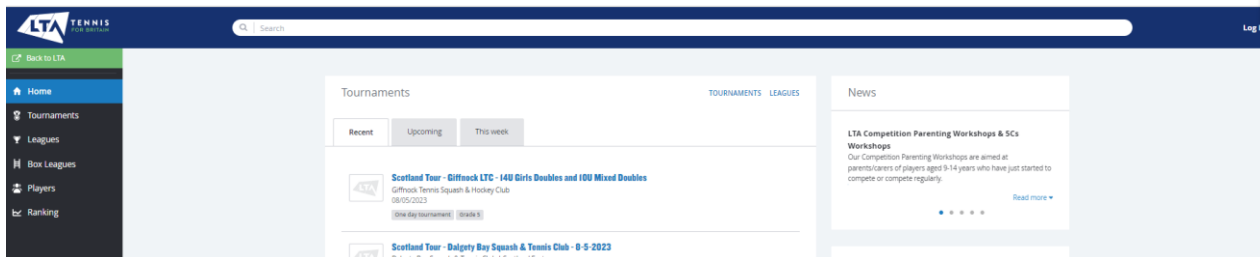 LTA TENNIS
FOR BRITAIN
Search
Log
Back to LTA
Home
Tournaments
Leagues
Box Leagues
Players
Ranking
Tournaments
TOURNAMENTS LEAGUES
Recent Upcoming This week
LTA
Scotland Tour - Giffnock LTC - 14U Girls Doubles and 10U Mixed Doubles
Giffnock Tennis Squash & Hockey Club
08/05/2023
One day tournament Grade 5
Scotland Tour - Dalgety Bay Squash & Tennis Club - 8-5-2023
News
LTA Competition Parenting Workshops & 5Cs
Workshops
Our Competition Parenting Workshops are aimed at
parents/carers of players aged 9-14 years who have just started to
compete or compete regularly.
Read more